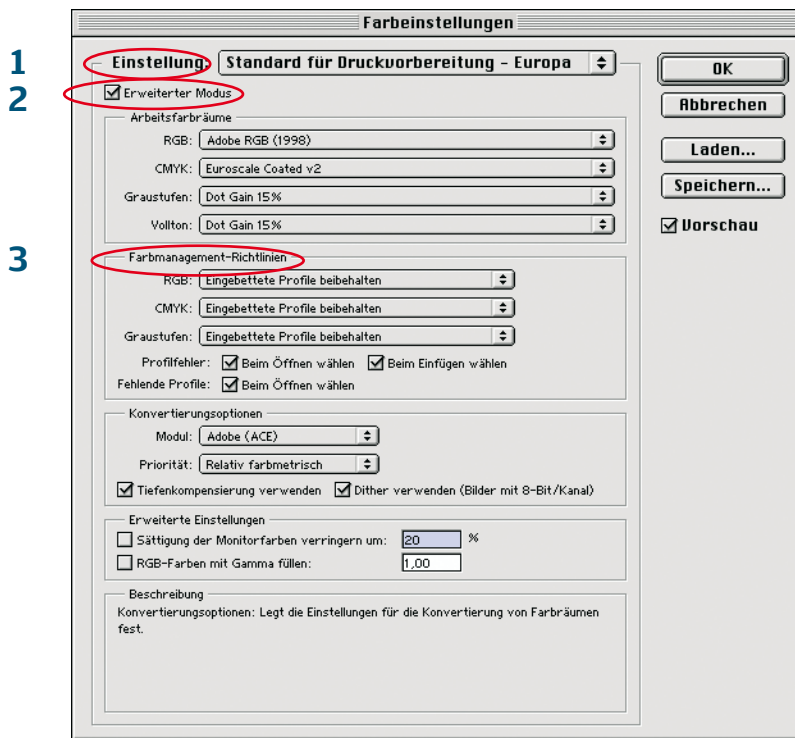 Farbeinstellungen
1
Einstellung: Standard für Druckvorbereitung - Europa
2
Erweiterter Modus
Arbeitsfarbräume
RGB: Adobe RGB (1998)
CMYK: Euroscale Coated v2
Graustufen: Dot Gain 15%
Vollton: Dot Gain 15%
3
Farbmanagement-Richtlinien
RGB: Eingebettete Profile beibehalten
CMYK: Eingebettete Profile beibehalten
Graustufen: Eingebettete Profile beibehalten
Profilfehler: Beim Öffnen wählen Beim Einfügen wählen
Fehlende Profile: Beim Öffnen wählen
Konvertierungsoptionen
Modul: Adobe (ACE)
Priorität: Relativ farbmetrisch
Tiefenkompensierung verwenden Dither verwenden (Bilder mit 8-Bit/Kanal)
Erweiterte Einstellungen
Sättigung der Monitorfarben verringern um: 20 %
RGB-Farben mit Gamma füllen: 1,00
Beschreibung
Konvertierungsoptionen: Legt die Einstellungen für die Konvertierung von Farbräumen
fest.
OK
Abbrechen
Laden...
Speichern...
Vorschau